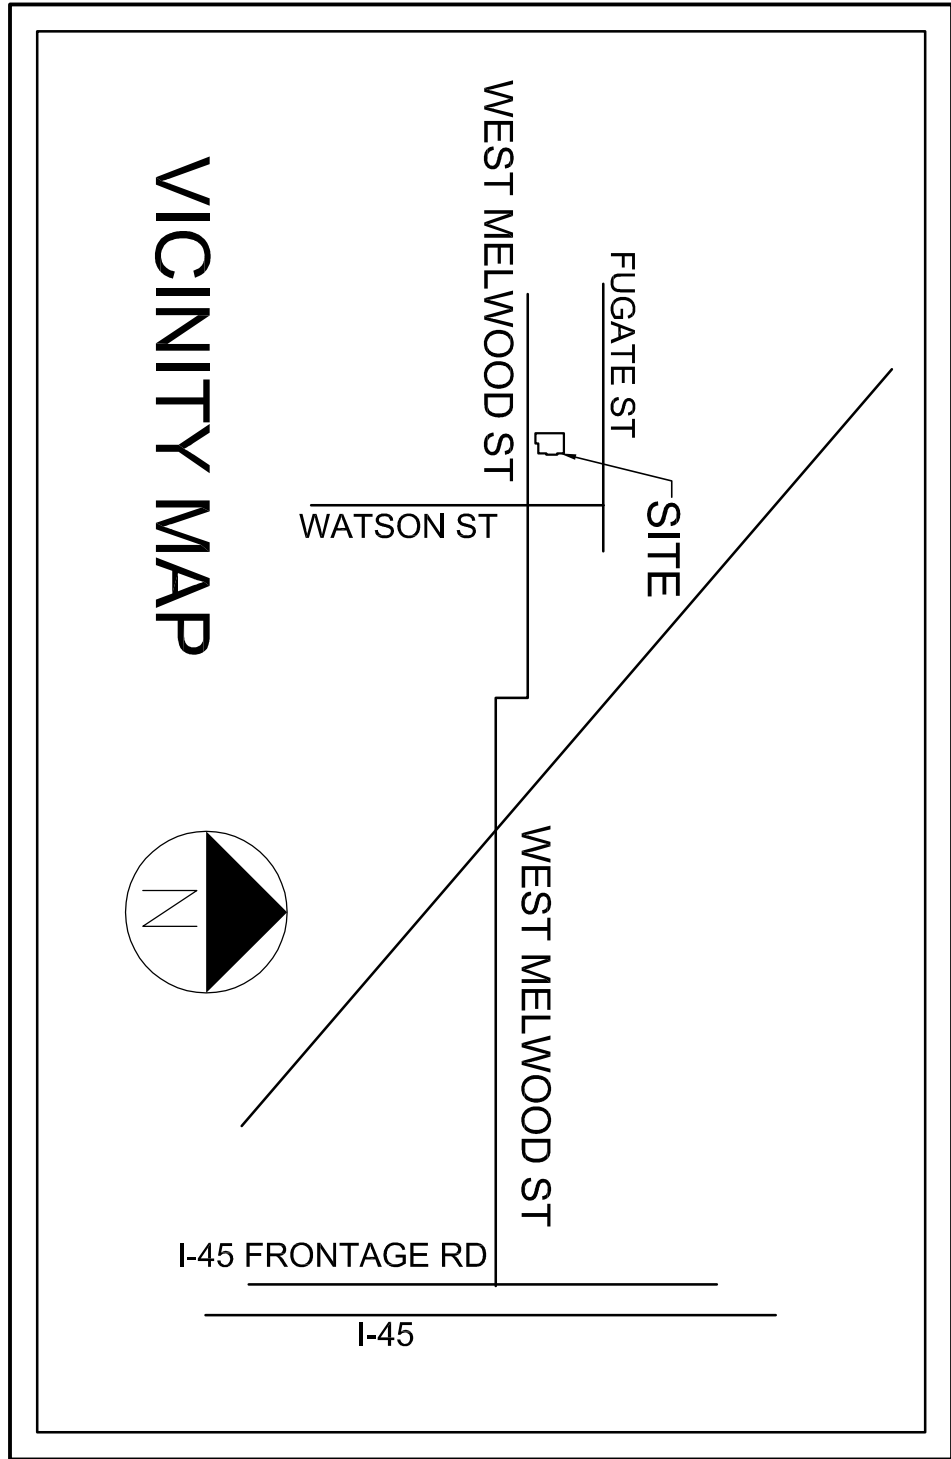 WEST MELWOOD ST
FUGATE ST
SITE
WATSON ST
WEST MELWOOD ST
I-45 FRONTAGE RD
I-45
N
VICINITY MAP